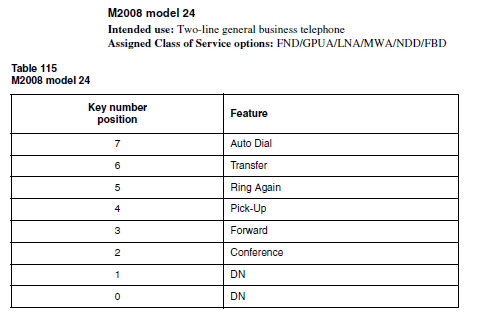 M2008 model 24
Intended use: Two-line general business telephone
Assigned Class of Service options: FND/GPUA/LNA/MWA/NDD/FBD
Table 115
M2008 model 24
Key number position Feature
7 Auto Dial
6 Transfer
5 Ring Again
4 Pick-Up
3 Forward
2 Conference
1 DN
0 DN